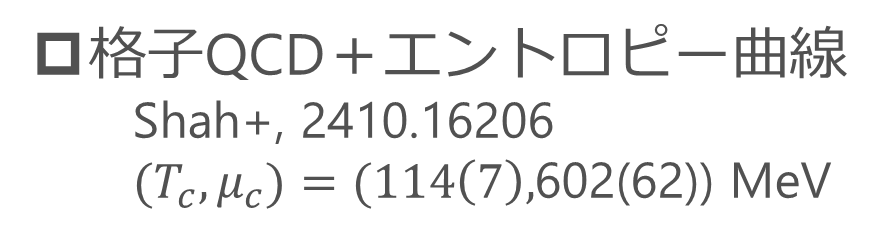 格子QCD＋エントロピー曲線
Shah+, 2410.16206
(T_c, μ_c) = (114(7),602(62)) MeV